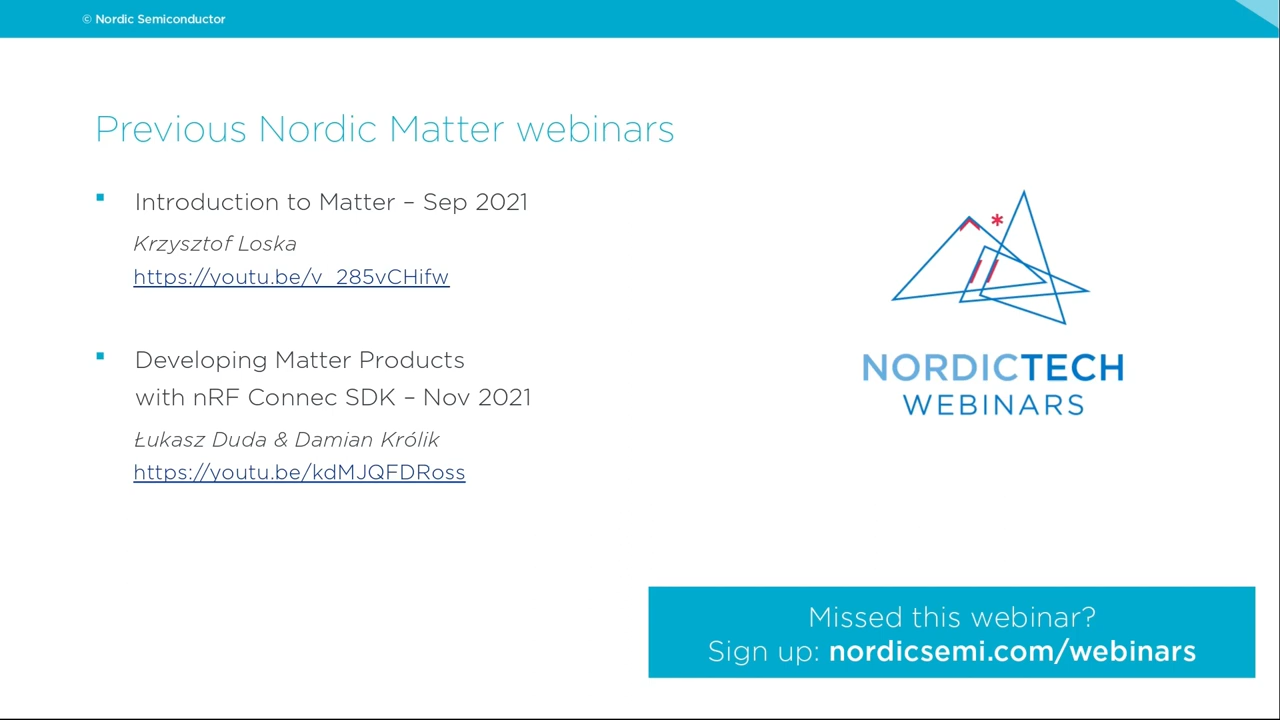 © Nordic Semiconductor
Previous Nordic Matter webinars
Introduction to Matter – Sep 2021
Krzysztof Loska
https://youtu.be/v_285vCHifw
Developing Matter Products
with nRF Connec SDK – Nov 2021
Łukasz Duda & Damian Królik
https://youtu.be/kdMJQFDRoss
NORDICTECH
WEBINARS
Missed this webinar?
Sign up: nordicsemi.com/webinars